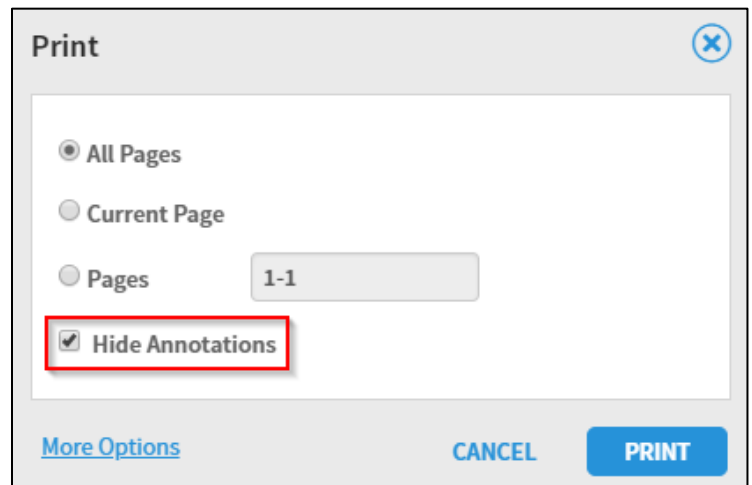 Print
All Pages
Current Page
Pages 1-1
Hide Annotations
More Options CANCEL PRINT